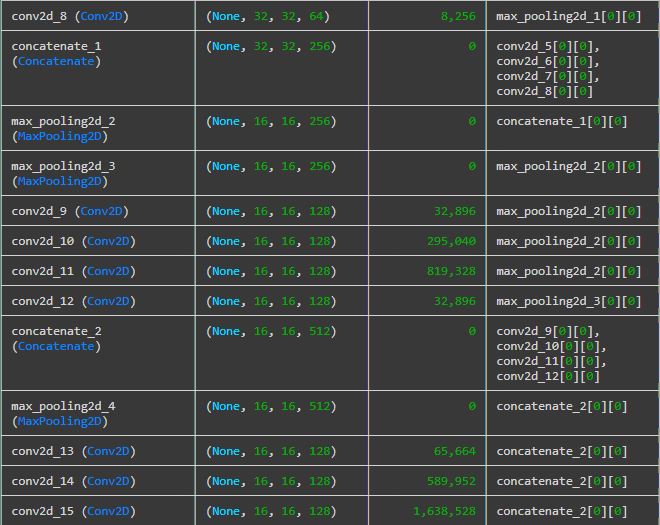 conv2d_8 (Conv2D) (None, 32, 32, 64) 8,256 max_pooling2d_1[0][0]
concatenate_1 (None, 32, 32, 256) 0 conv2d_5[0][0],
(Concatenate) conv2d_6[0][0],
conv2d_7[0][0],
conv2d_8[0][0]
max_pooling2d_2 (None, 16, 16, 256) 0 concatenate_1[0][0]
(MaxPooling2D)
max_pooling2d_3 (None, 16, 16, 256) 0 max_pooling2d_2[0][0]
(MaxPooling2D)
conv2d_9 (Conv2D) (None, 16, 16, 128) 32,896 max_pooling2d_2[0][0]
conv2d_10 (Conv2D) (None, 16, 16, 128) 295,040 max_pooling2d_2[0][0]
conv2d_11 (Conv2D) (None, 16, 16, 128) 819,328 max_pooling2d_2[0][0]
conv2d_12 (Conv2D) (None, 16, 16, 128) 32,896 max_pooling2d_3[0][0]
concatenate_2 (None, 16, 16, 512) 0 conv2d_9[0][0],
(Concatenate) conv2d_10[0][0],
conv2d_11[0][0],
conv2d_12[0][0]
max_pooling2d_4 (None, 16, 16, 512) 0 concatenate_2[0][0]
(MaxPooling2D)
conv2d_13 (Conv2D) (None, 16, 16, 128) 65,664 concatenate_2[0][0]
conv2d_14 (Conv2D) (None, 16, 16, 128) 589,952 concatenate_2[0][0]
conv2d_15 (Conv2D) (None, 16, 16, 128) 1,638,528 concatenate_2[0][0]